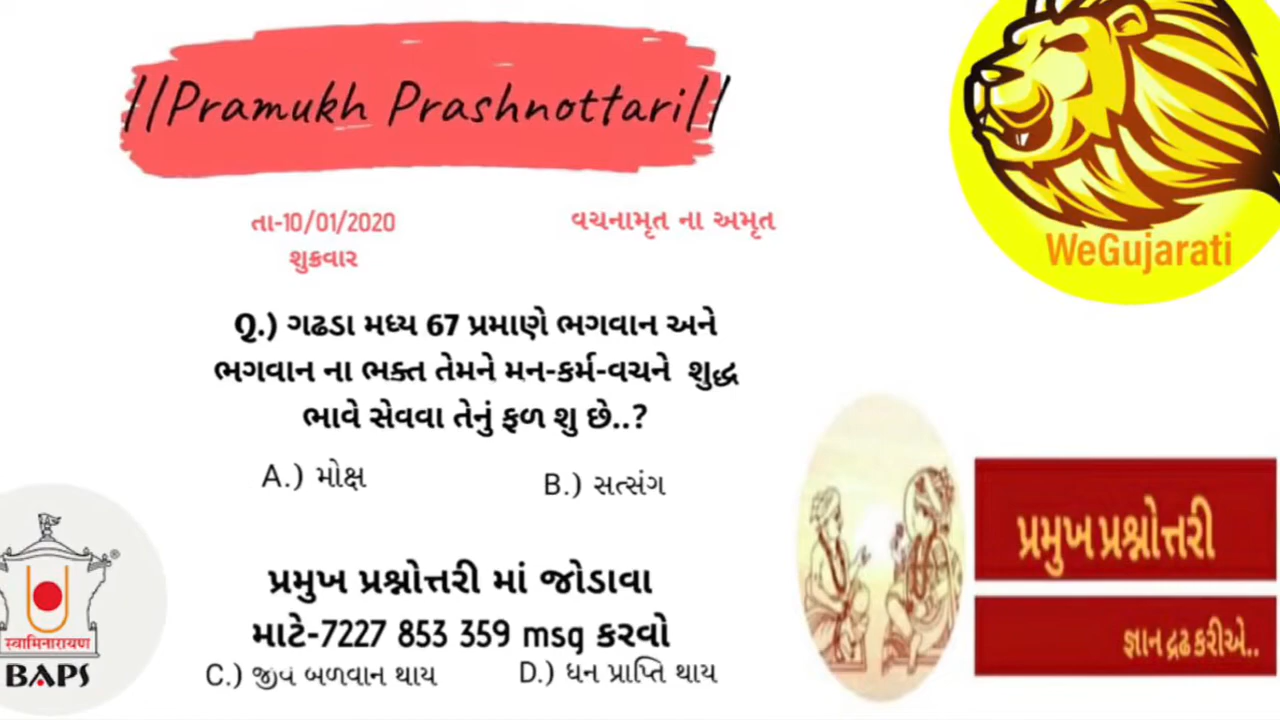 ||Pramukh Prashnottari||
WeGujarati
તા-10/01/2020
શુક્રવાર
વચનામૃત ના અમૃત
Q.) ગઢડા મધ્ય 67 પ્રમાણે ભગવાન અને
ભગવાન ના ભક્ત તેમને મન-કર્મ-વચને શુદ્ધ
ભાવે સેવવા તેનું ફળ શુ છે..?
A.) મોક્ષ
B.) સત્સંગ
પ્રમુખ પ્રશ્નોત્તરી માં જોડાવા
માટે-7227 853 359 msg કરવો
C.) જીવ બળવાન થાય
D.) ધન પ્રાપ્તિ થાય
स्वामिनारायण
BAPS
પ્રમુખ પ્રશ્નોત્તરી
જ્ઞાન દ્રઢ કરીએ..